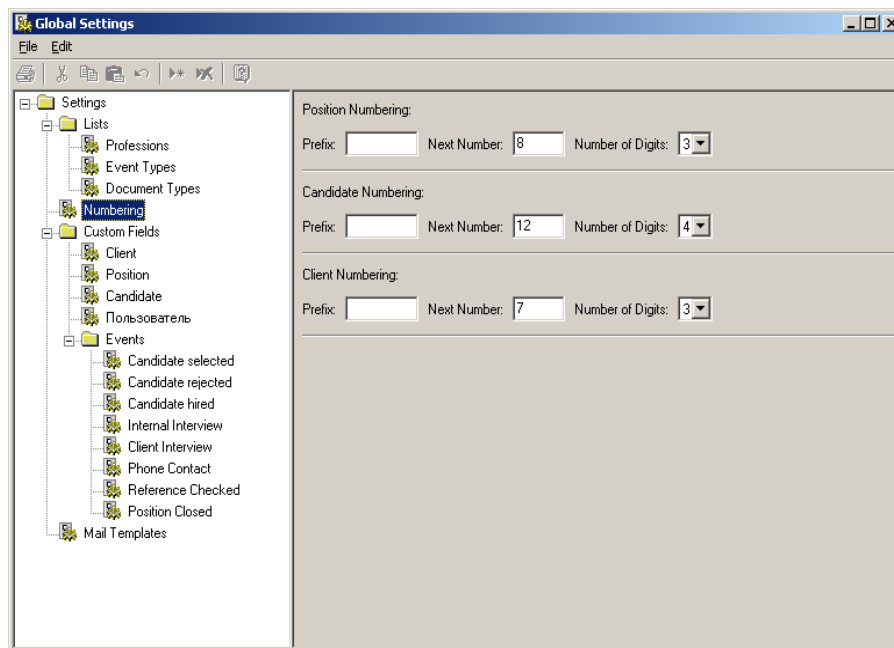 Global Settings
File Edit
Settings
Lists
Professions
Event Types
Document Types
Numbering
Custom Fields
Client
Position
Candidate
Пользователь
Events
Candidate selected
Candidate rejected
Candidate hired
Internal Interview
Client Interview
Phone Contact
Reference Checked
Position Closed
Mail Templates
Position Numbering:
Prefix: Next Number: 8 Number of Digits: 3
Candidate Numbering:
Prefix: Next Number: 12 Number of Digits: 4
Client Numbering:
Prefix: Next Number: 7 Number of Digits: 3